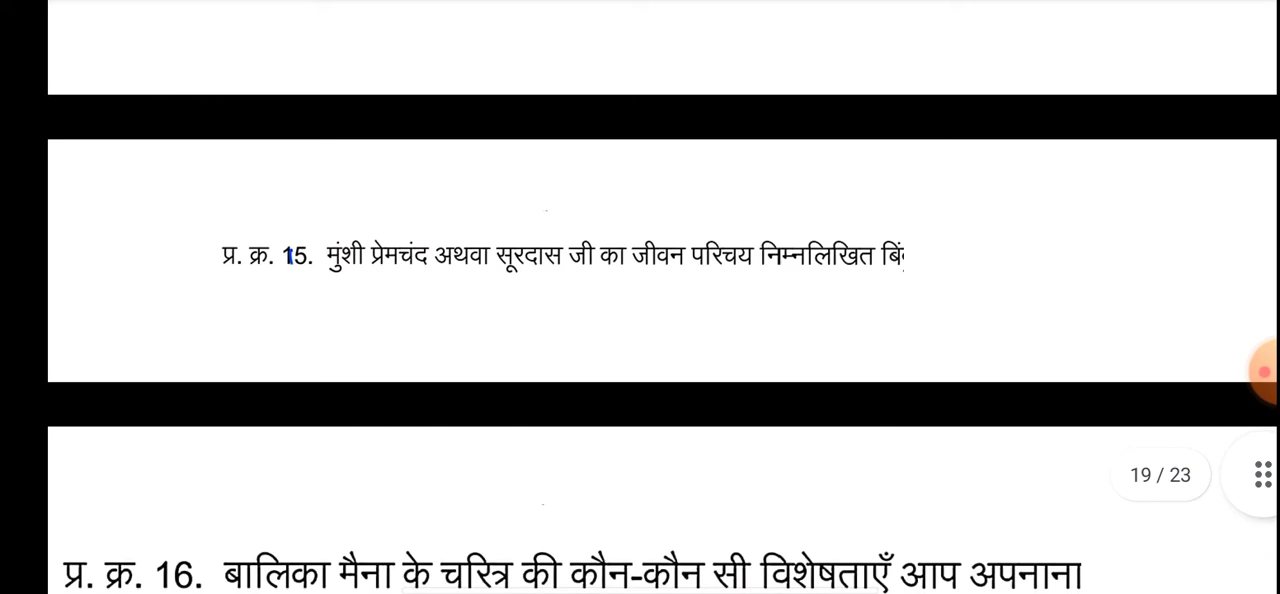 प्र. क्र. 15. मुंशी प्रेमचंद अथवा सूरदास जी का जीवन परिचय निम्नलिखित
19 / 23
प्र. क्र. 16. बालिका मैना के चरित्र की कौन-कौन सी विशेषताएँ आप अपनाना